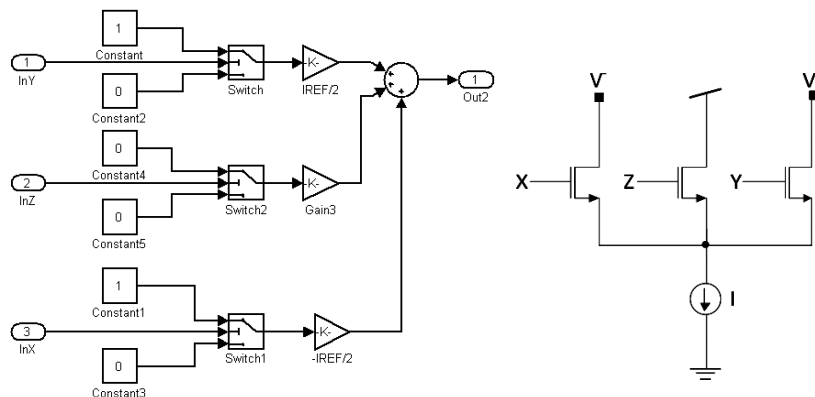 1
Constant
1
InY
Switch
-K-
IREF/2
0
Constant2
1
Out2
0
Constant4
2
InZ
Switch2
-K-
Gain3
0
Constant5
1
Constant1
3
InX
Switch1
-K-
-IREF/2
0
Constant3
V-
V
X
Z
Y
I